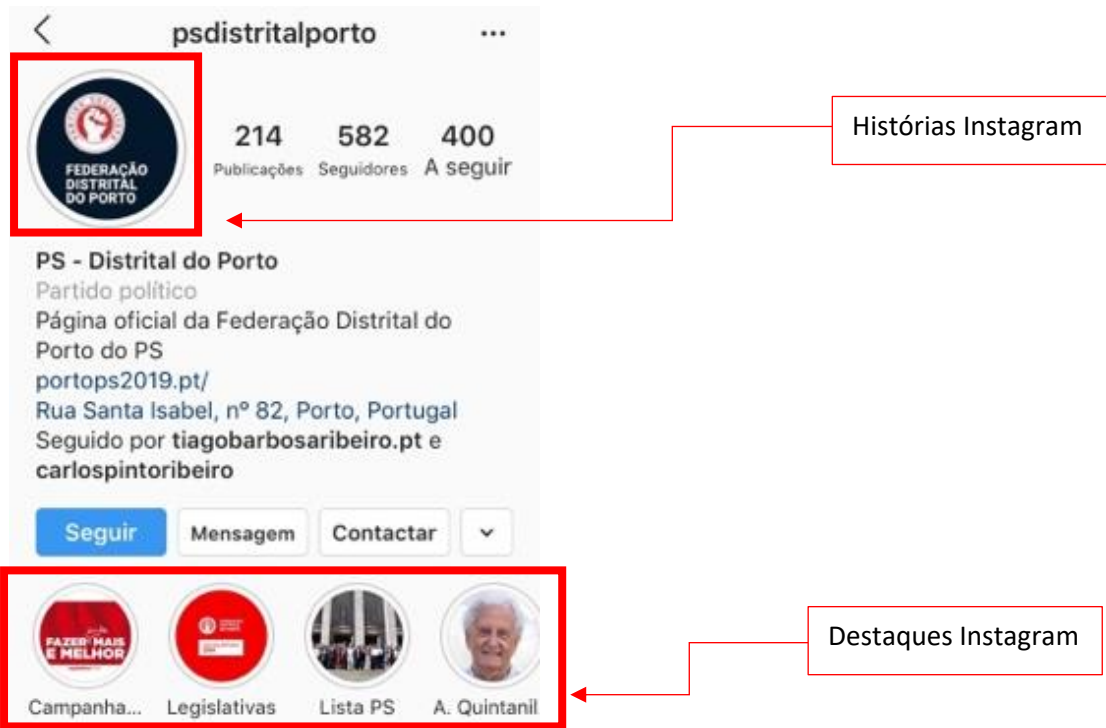 psdistritalporto
FEDERAÇÃO
DISTRITAL
DO PORTO
214 582 400
Publicações Seguidores A seguir
Histórias Instagram
PS - Distrital do Porto
Partido político
Página oficial da Federação Distrital do
Porto do PS
portops2019.pt/
Rua Santa Isabel, nº 82, Porto, Portugal
Seguido por tiagobarbosaribeiro.pt e
carlospintoribeiro
Seguir Mensagem Contactar
FAZER MAIS
E MELHOR
Campanha... Legislativas Lista PS A. Quintanil
Destaques Instagram